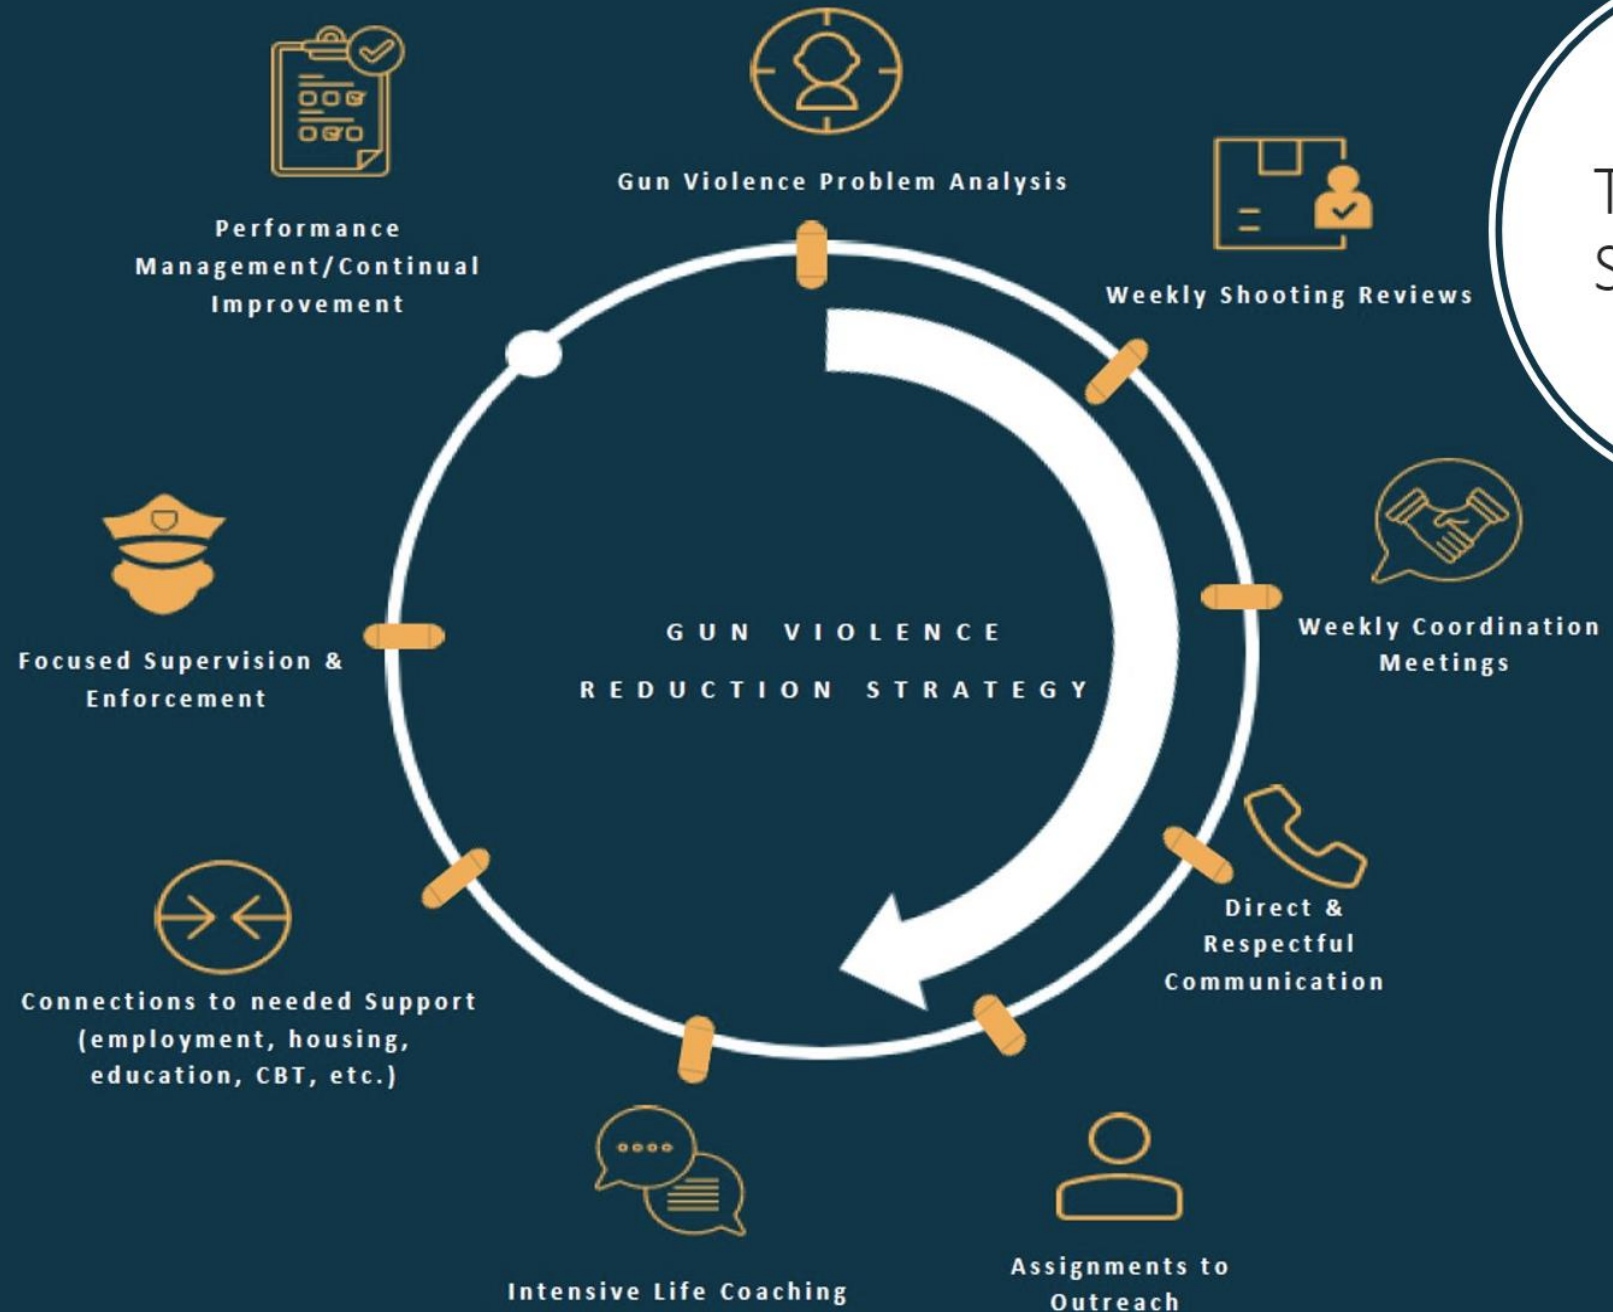 Gun Violence Problem Analysis
Weekly Shooting Reviews
Weekly Coordination
Meetings
Direct &
Respectful
Communication
Assignments to
Outreach
Intensive Life Coaching
Connections to needed Support
(employment, housing,
education, CBT, etc.)
Focused Supervision &
Enforcement
Performance
Management/Continual
Improvement
GUN VIOLENCE
REDUCTION STRATEGY